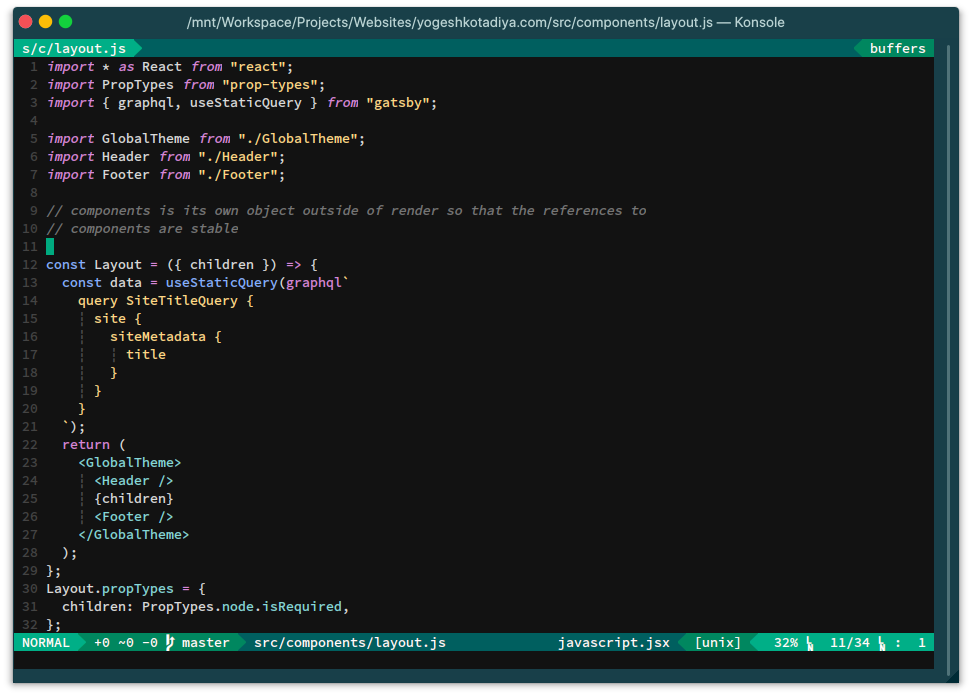 /mnt/Workspace/Projects/Websites/yogeshkotadiya.com/src/components/layout.js — Konsole
s/c/layout.js buffers
1 import * as React from "react";
2 import PropTypes from "prop-types";
3 import { graphql, useStaticQuery } from "gatsby";
4
5 import GlobalTheme from "./GlobalTheme";
6 import Header from "./Header";
7 import Footer from "./Footer";
8
9 // components is its own object outside of render so that the references to
10 // components are stable
11
12 const Layout = ({ children }) => {
13   const data = useStaticQuery(graphql`
14     query SiteTitleQuery {
15       site {
16         siteMetadata {
17           title
18         }
19       }
20     }
21   `);
22   return (
23     <GlobalTheme>
24       <Header />
25       {children}
26       <Footer />
27     </GlobalTheme>
28   );
29 };
30 Layout.propTypes = {
31   children: PropTypes.node.isRequired,
32 };
NORMAL +0 ~0 -0 master src/components/layout.js javascript.jsx [unix] 32% 11/34 : 1